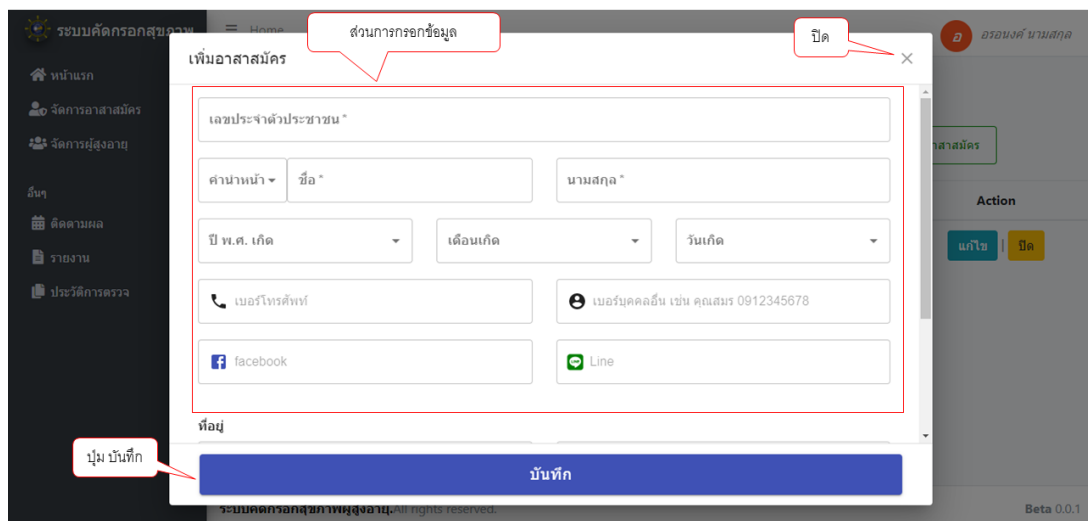 ระบบคัดกรอกสุขภาพ
Home
ส่วนการกรอกข้อมูล
ปิด
อ
อรอนงค์ นามสกุล
เพิ่มอาสาสมัคร
หน้าแรก
จัดการอาสาสมัคร
จัดการผู้สูงอายุ
อื่นๆ
ติดตามผล
รายงาน
ประวัติการตรวจ
เลขประจำตัวประชาชน *
คำนำหน้า
ชื่อ *
นามสกุล *
ปี พ.ศ. เกิด
เดือนเกิด
วันเกิด
เบอร์โทรศัพท์
เบอร์บุคคลอื่น เช่น คุณสมร 0912345678
facebook
Line
ที่อยู่
Action
แก้ไข | ปิด
ปุ่ม บันทึก
บันทึก
ระบบคัดกรอกสุขภาพผู้สูงอายุ. All rights reserved.
Beta 0.0.1